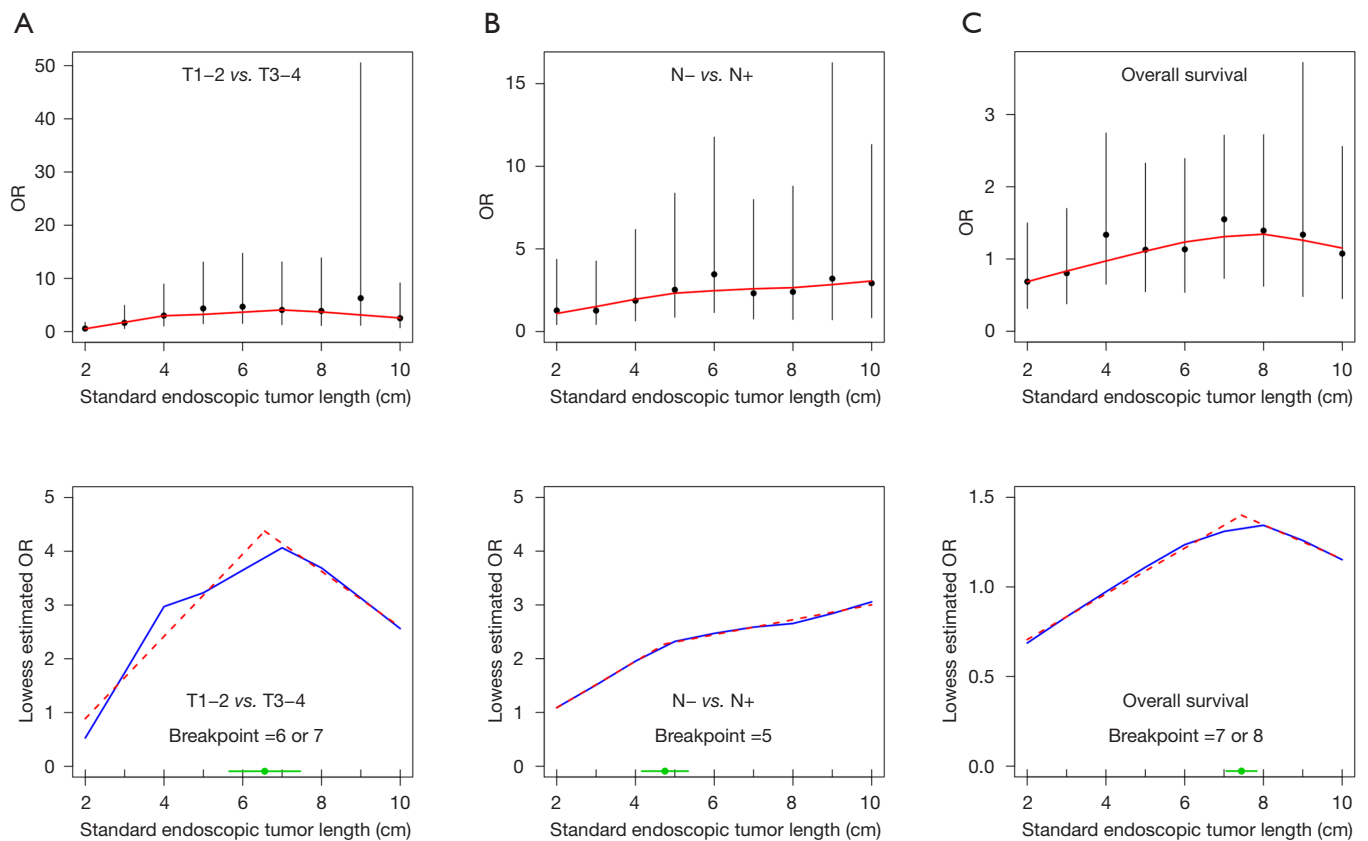 A
T1–2 vs. T3–4
OR
50
40
30
20
10
0
2 4 6 8 10
Standard endoscopic tumor length (cm)
B
N– vs. N+
OR
15
10
5
0
2 4 6 8 10
Standard endoscopic tumor length (cm)
C
Overall survival
OR
3
2
1
0
2 4 6 8 10
Standard endoscopic tumor length (cm)
Lowess estimated OR
5
4
3
2
1
0
T1–2 vs. T3–4
Breakpoint =6 or 7
2 4 6 8 10
Standard endoscopic tumor length (cm)
Lowess estimated OR
5
4
3
2
1
0
N– vs. N+
Breakpoint =5
2 4 6 8 10
Standard endoscopic tumor length (cm)
Lowess estimated OR
1.5
1.0
0.5
0.0
Overall survival
Breakpoint =7 or 8
2 4 6 8 10
Standard endoscopic tumor length (cm)